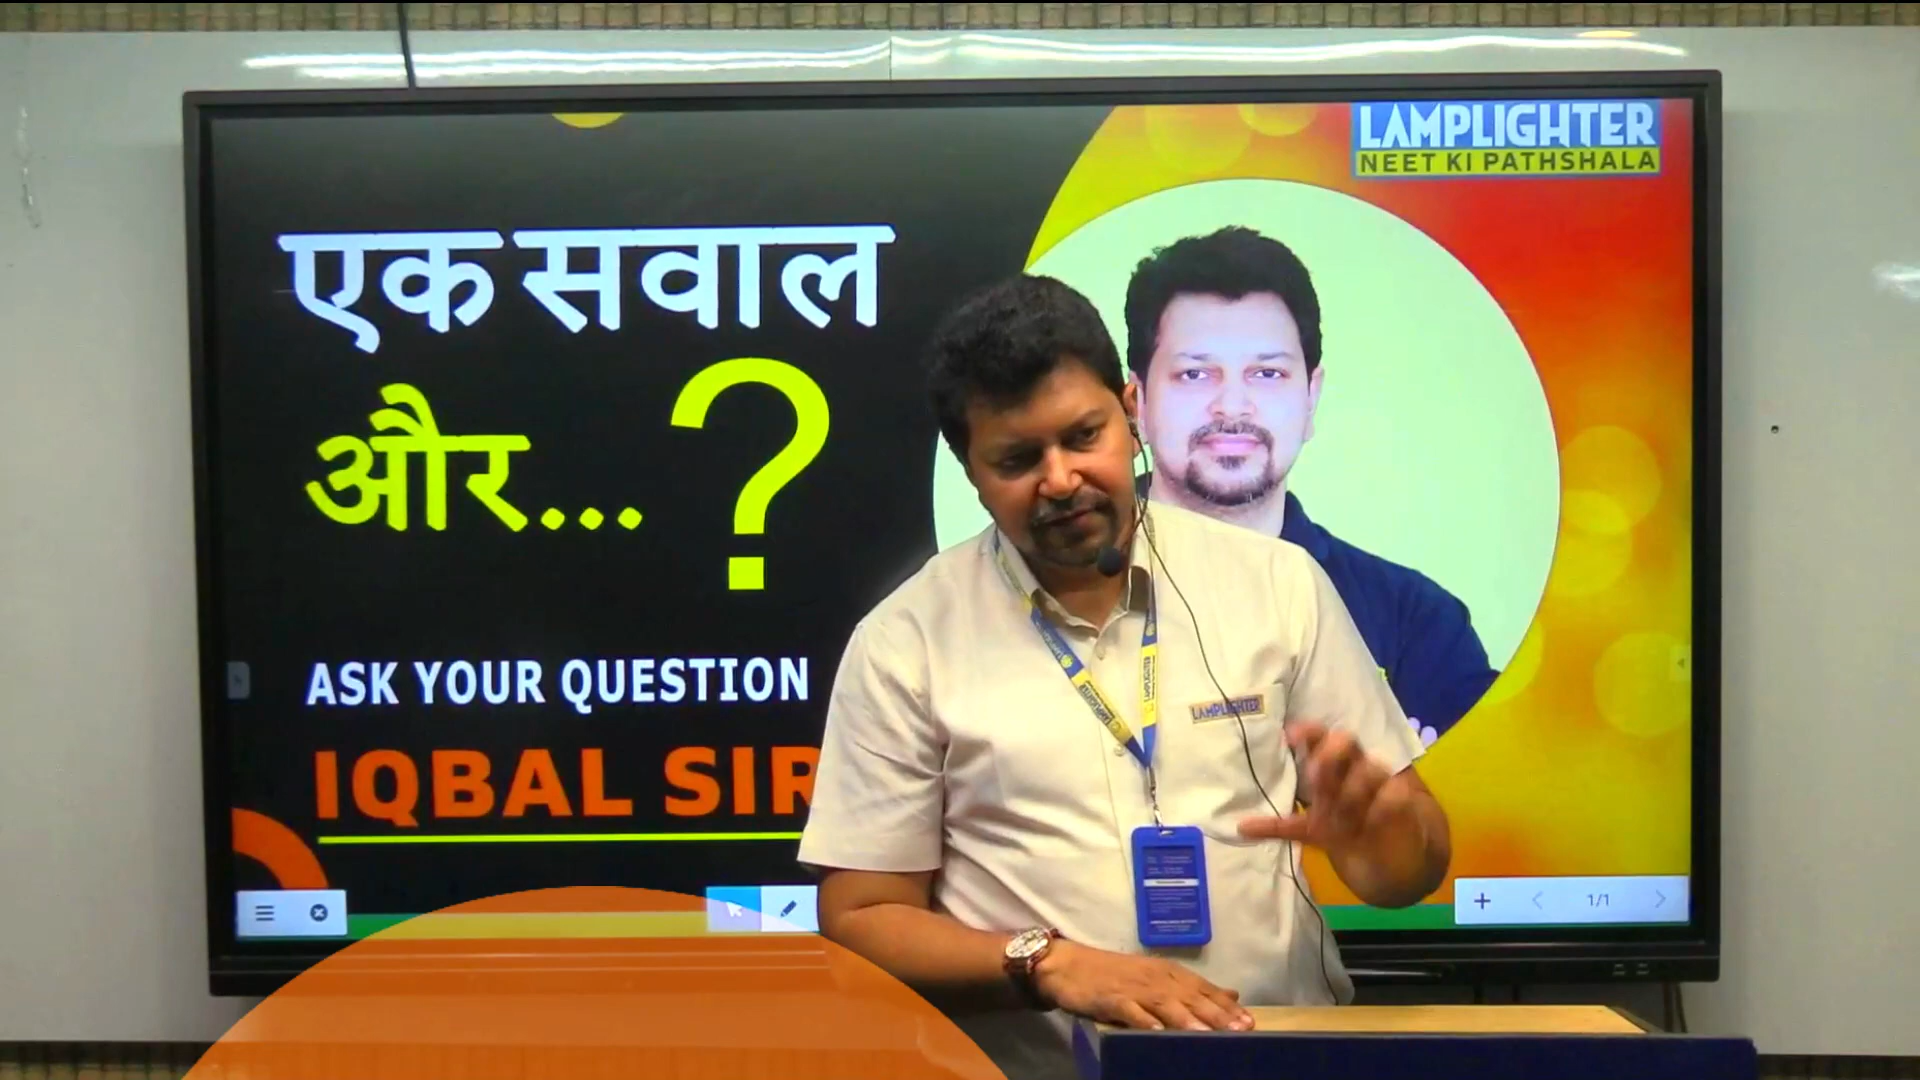 LAMPLIGHTER
NEET KI PATHSHALA
एक सवाल
और... ?
ASK YOUR QUESTION
IQBAL SIR
LAMPLIGHTER
1/1